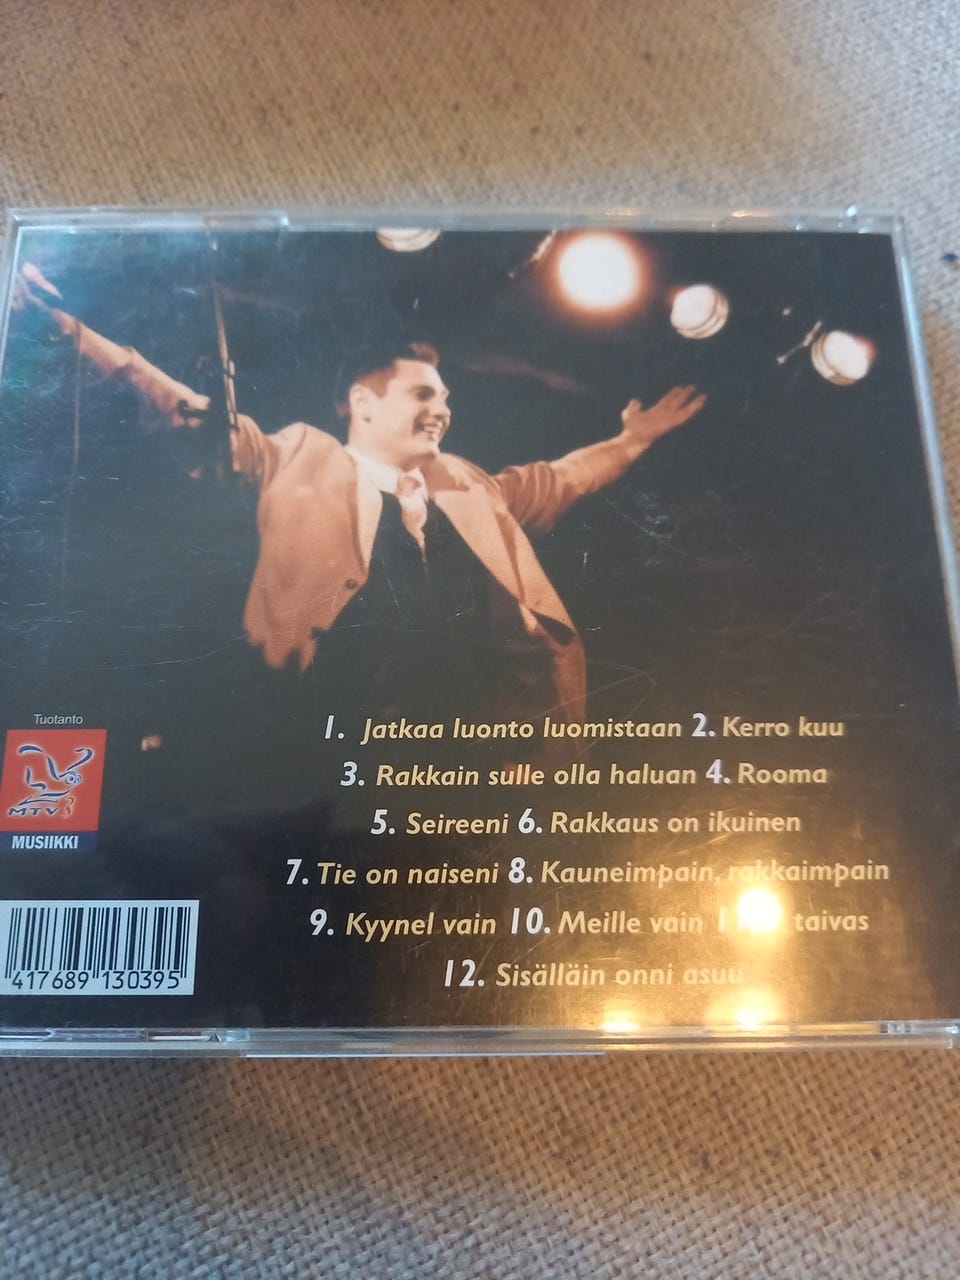 1. Jatkaa luonto luomistaan 2. Kerro kuu
3. Rakkain sulle olla haluan 4. Rooma
5. Seireeni 6. Rakkaus on ikuinen
7. Tie on naiseni 8. Kauneimpain, rakkaimpain
9. Kyynel vain 10. Meille vain taivas
12. Sisälläin onni asuu
Tuotanto
MTV3
MUSIIKKI
417689 130395